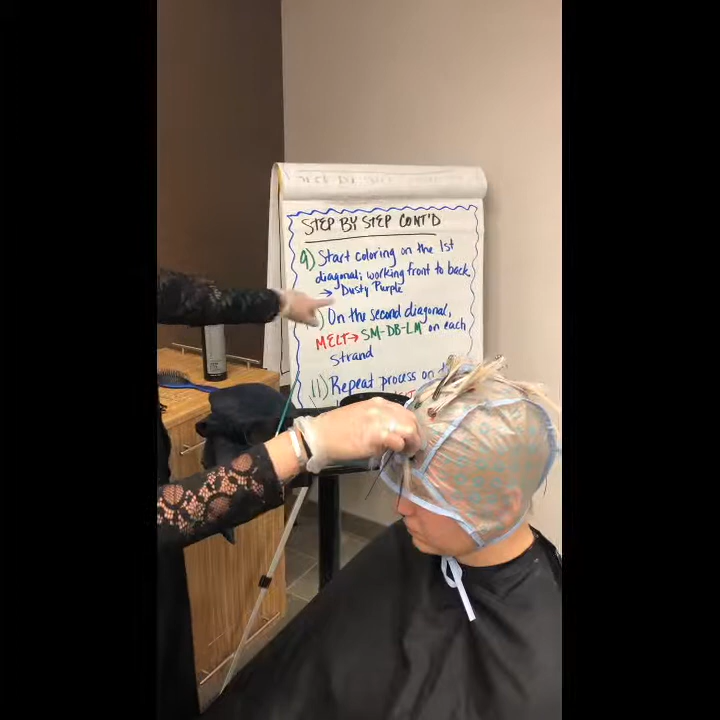 STEP BY STEP CONT'D
9) Start coloring on the 1st
diagonal; working front to back
→ Dusty Purple
) On the second diagonal,
MELT→ SM-DB-LM on each
strand
11) Repeat process on